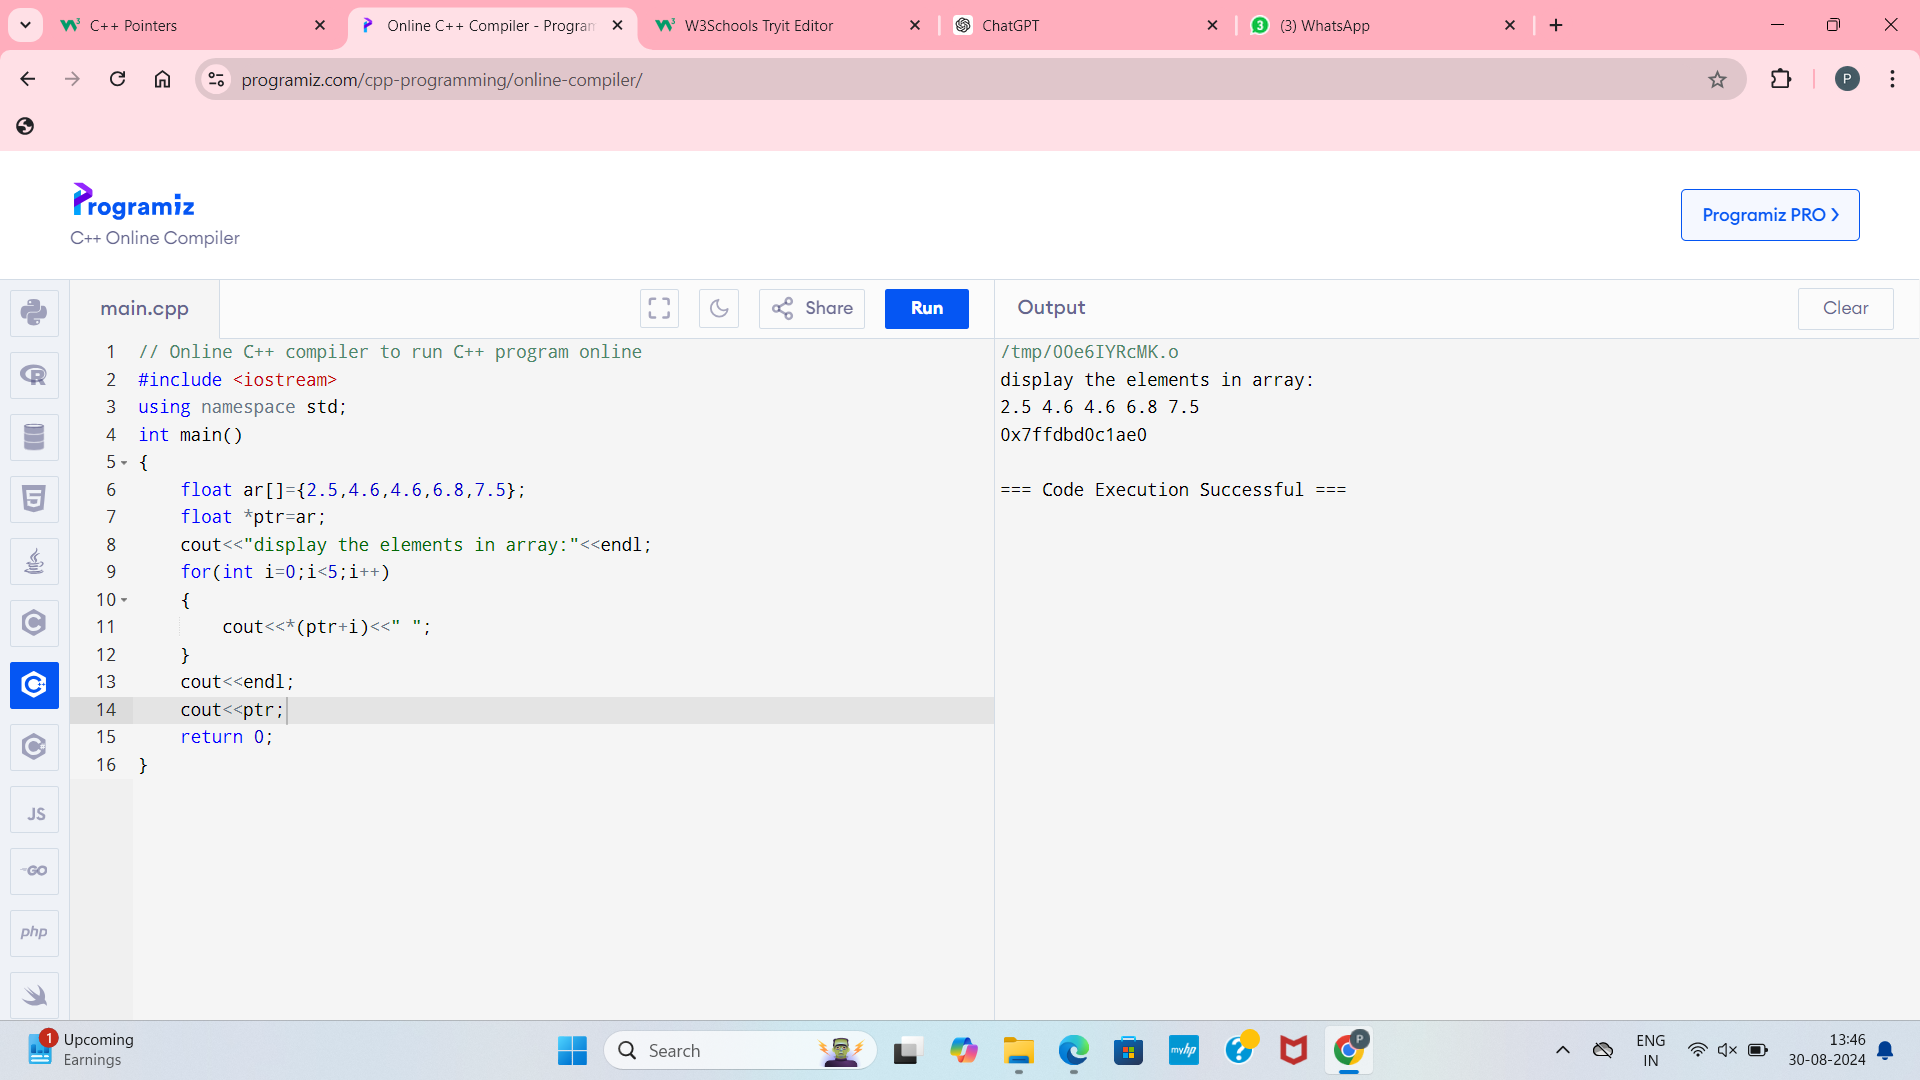 C++ Pointers
Online C++ Compiler - Program
W3Schools Tryit Editor
ChatGPT
3
(3) WhatsApp
programiz.com/cpp-programming/online-compiler/
P
Programiz
C++ Online Compiler
Programiz PRO
main.cpp
Share
Run
Output
Clear
1 // Online C++ compiler to run C++ program online
2 #include <iostream>
3 using namespace std;
4 int main()
5 {
6 float ar[]={2.5,4.6,4.6,6.8,7.5};
7 float *ptr=ar;
8 cout<<"display the elements in array:"<<endl;
9 for(int i=0;i<5;i++)
10 {
11 cout<<*(ptr+i)<<" ";
12 }
13 cout<<endl;
14 cout<<ptr;
15 return 0;
16 }
/tmp/00e6IYRcMK.o
display the elements in array:
2.5 4.6 4.6 6.8 7.5
0x7ffdbd0c1ae0
=== Code Execution Successful ===
JS
GO
php
1
Upcoming
Earnings
Search
myhp
P
ENG
IN
13:46
30-08-2024